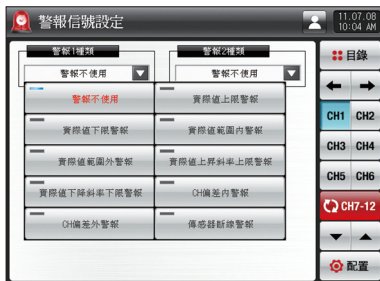 警報信號設定
11.07.08
10:04 AM
警報1種類
警報2種類
警報不使用
警報不使用
警報不使用
實際值上限警報
實際值下限警報
實際值範圍內警報
實際值範圍外警報
實際值上昇斜率上限警報
實際值下降斜率下限警報
CH偏差內警報
CH偏差外警報
傳感器斷線警報
目錄
CH1 CH2
CH3 CH4
CH5 CH6
CH7-12
配置